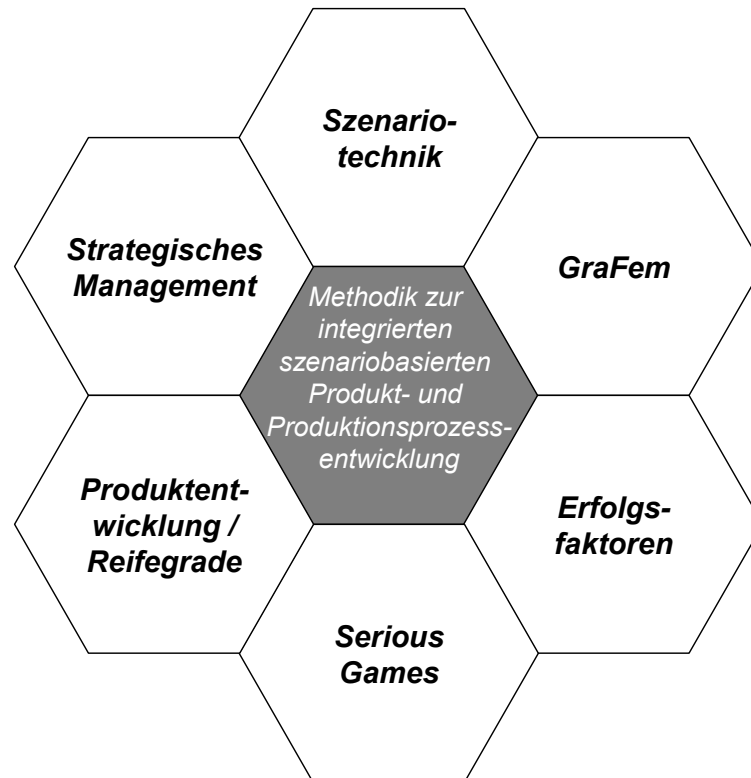 Szenario-
technik
Strategisches
Management
GraFem
Methodik zur
integrierten
szenariobasierten
Produkt- und
Produktionsprozess-
entwicklung
Produktent-
wicklung /
Reifegrade
Erfolgs-
faktoren
Serious
Games